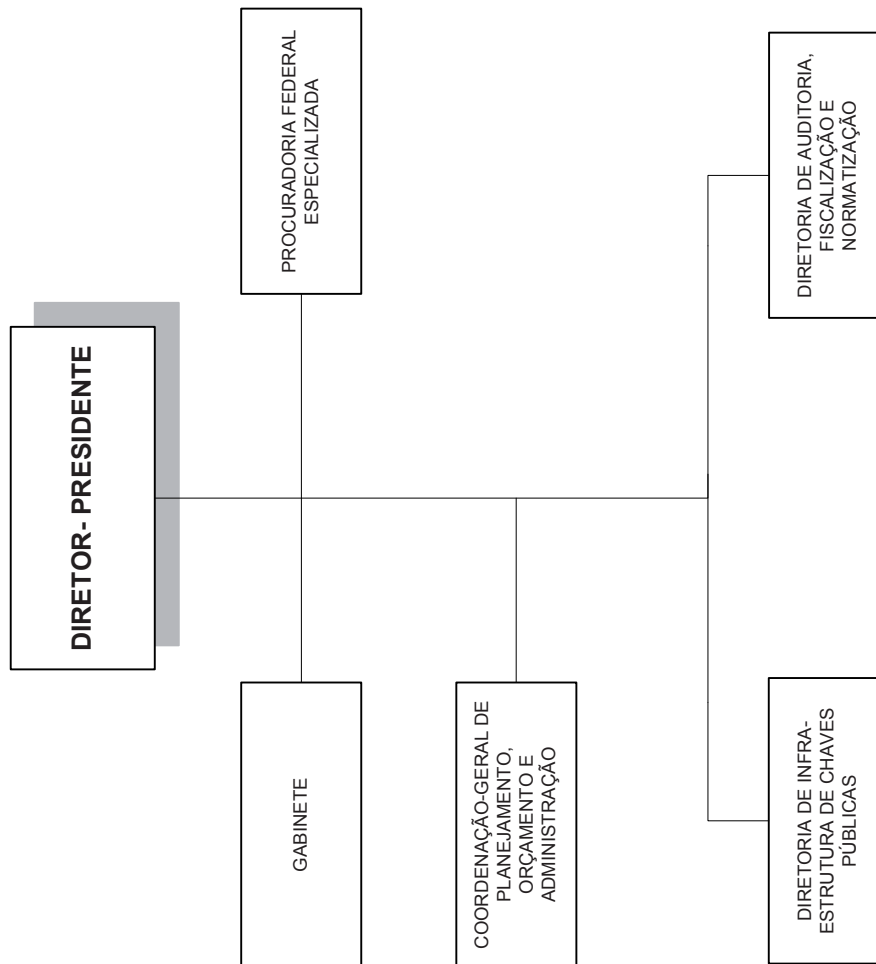 DIRETOR- PRESIDENTE
GABINETE
PROCURADORIA FEDERAL
ESPECIALIZADA
COORDENAÇÃO-GERAL DE
PLANEJAMENTO,
ORÇAMENTO E
ADMINISTRAÇÃO
DIRETORIA DE INFRA-
ESTRUTURA DE CHAVES
PÚBLICAS
DIRETORIA DE AUDITORIA,
FISCALIZAÇÃO E
NORMATIZAÇÃO